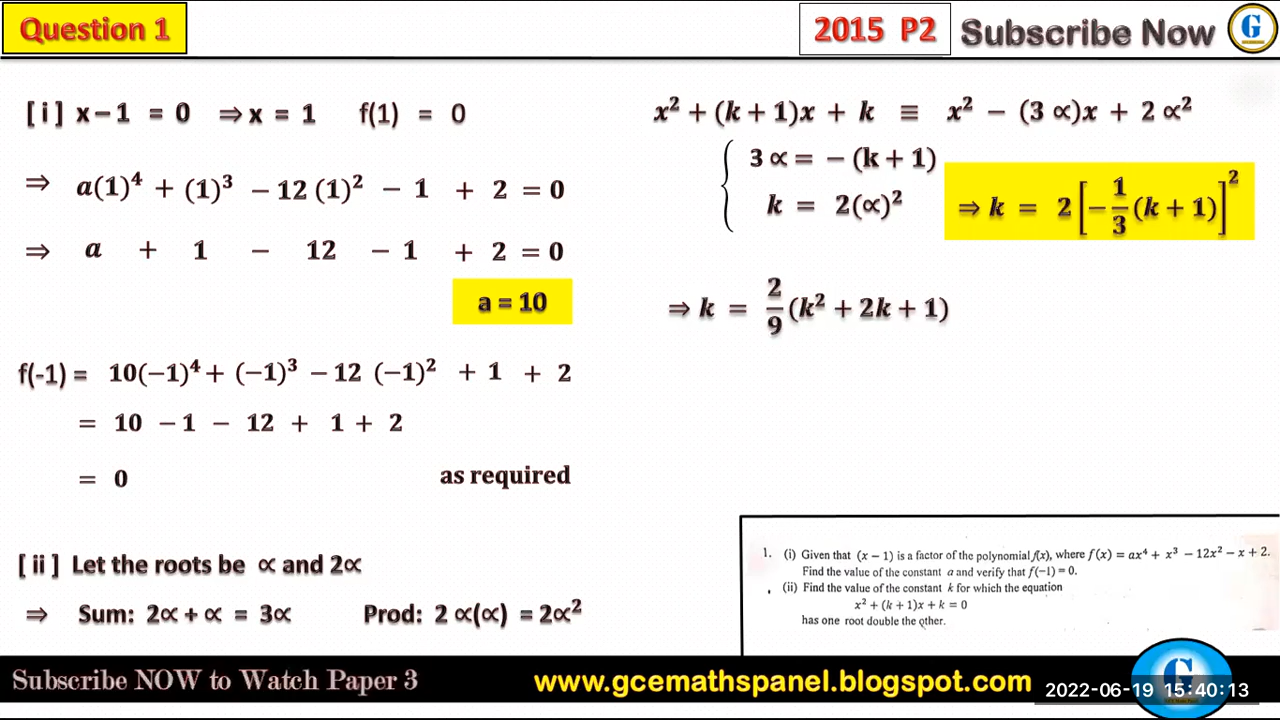 Question 1
2015 P2
Subscribe Now
G
[ i ] x – 1 = 0 ⇒ x = 1 f(1) = 0
⇒ a(1)⁴ + (1)³ − 12 (1)² − 1 + 2 = 0
⇒ a + 1 − 12 − 1 + 2 = 0
a = 10
f(-1) = 10(−1)⁴ + (−1)³ − 12 (−1)² + 1 + 2
= 10 − 1 − 12 + 1 + 2
= 0 as required
[ ii ] Let the roots be ∝ and 2∝
⇒ Sum: 2∝ + ∝ = 3∝ Prod: 2 ∝(∝) = 2∝²
x² + (k + 1)x + k ≡ x² − (3 ∝)x + 2 ∝²
3 ∝ = − (k + 1)
k = 2(∝)²
⇒ k = 2 [−1/3 (k + 1)]²
⇒ k = 2/9 (k² + 2k + 1)
1. (i) Given that (x − 1) is a factor of the polynomial f(x), where f(x) = ax⁴ + x³ − 12x² − x + 2.
Find the value of the constant a and verify that f(−1) = 0.
(ii) Find the value of the constant k for which the equation
x² + (k + 1)x + k = 0
has one root double the other.
Subscribe NOW to Watch Paper 3
www.gcemathspanel.blogspot.com
G
2022-06-19 15:40:13